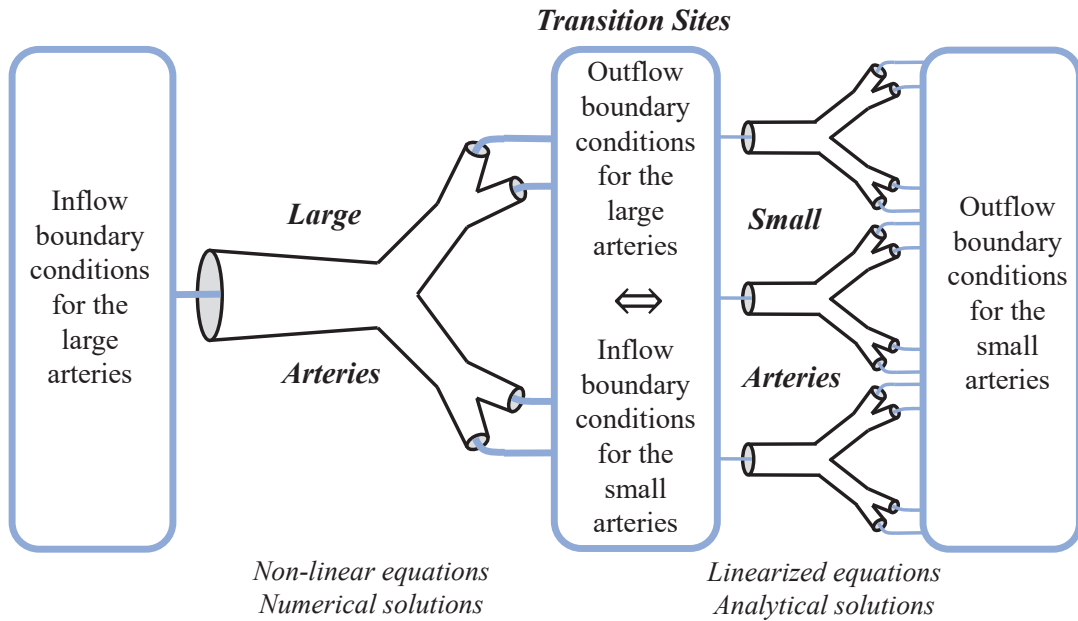 Transition Sites
Inflow
boundary
conditions
for the
large
arteries
Large
Arteries
Outflow
boundary
conditions
for the
large
arteries
⇔
Inflow
boundary
conditions
for the
small
arteries
Small
Arteries
Outflow
boundary
conditions
for the
small
arteries
Non-linear equations
Numerical solutions
Linearized equations
Analytical solutions